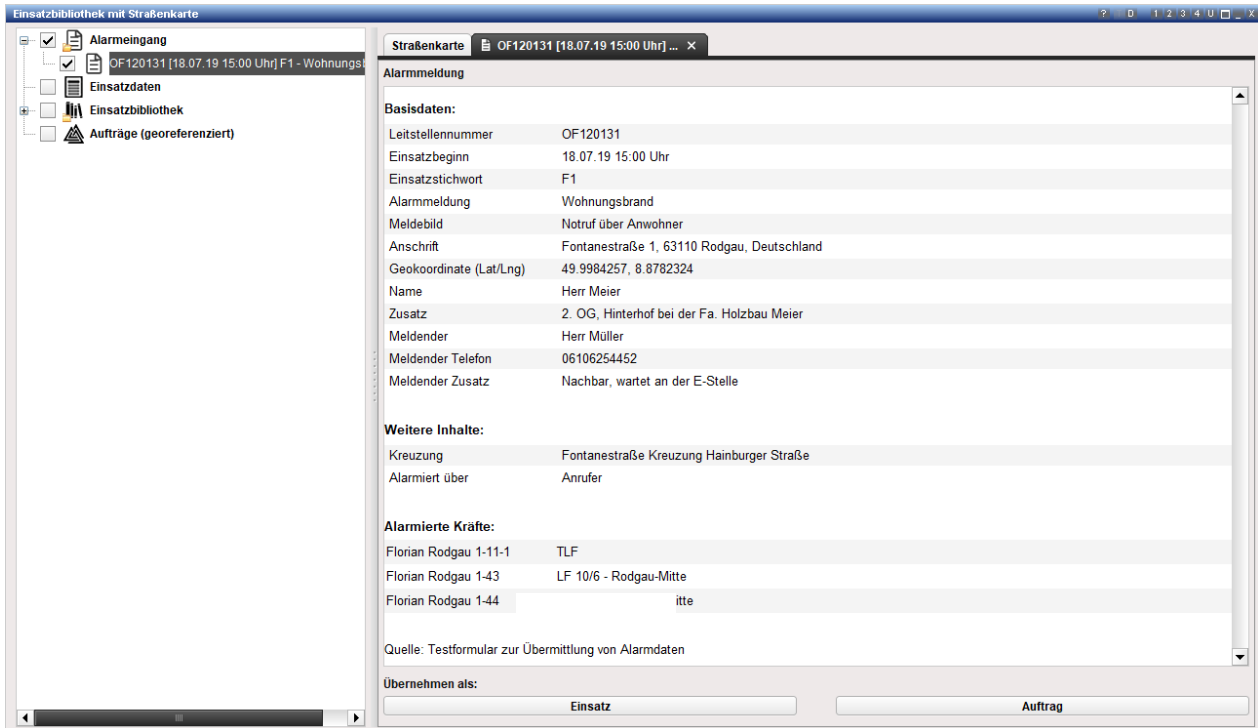 Einsatzbibliothek mit Straßenkarte
? D 1 2 3 4 U _ X
Alarmeingang
OF120131 [18.07.19 15:00 Uhr] F1 - Wohnungsl
Einsatzdaten
Einsatzbibliothek
Aufträge (georeferenziert)
Straßenkarte OF120131 [18.07.19 15:00 Uhr] ... X
Alarmmeldung
Basisdaten:
Leitstellennummer OF120131
Einsatzbeginn 18.07.19 15:00 Uhr
Einsatzstichwort F1
Alarmmeldung Wohnungsbrand
Meldebild Notruf über Anwohner
Anschrift Fontanestraße 1, 63110 Rodgau, Deutschland
Geokoordinate (Lat/Lng) 49.9984257, 8.8782324
Name Herr Meier
Zusatz 2. OG, Hinterhof bei der Fa. Holzbau Meier
Meldender Herr Müller
Meldender Telefon 06106254452
Meldender Zusatz Nachbar, wartet an der E-Stelle
Weitere Inhalte:
Kreuzung Fontanestraße Kreuzung Hainburger Straße
Alarmiert über Anrufer
Alarmierte Kräfte:
Florian Rodgau 1-11-1 TLF
Florian Rodgau 1-43 LF 10/6 - Rodgau-Mitte
Florian Rodgau 1-44 itte
Quelle: Testformular zur Übermittlung von Alarmdaten
Übernehmen als:
Einsatz Auftrag